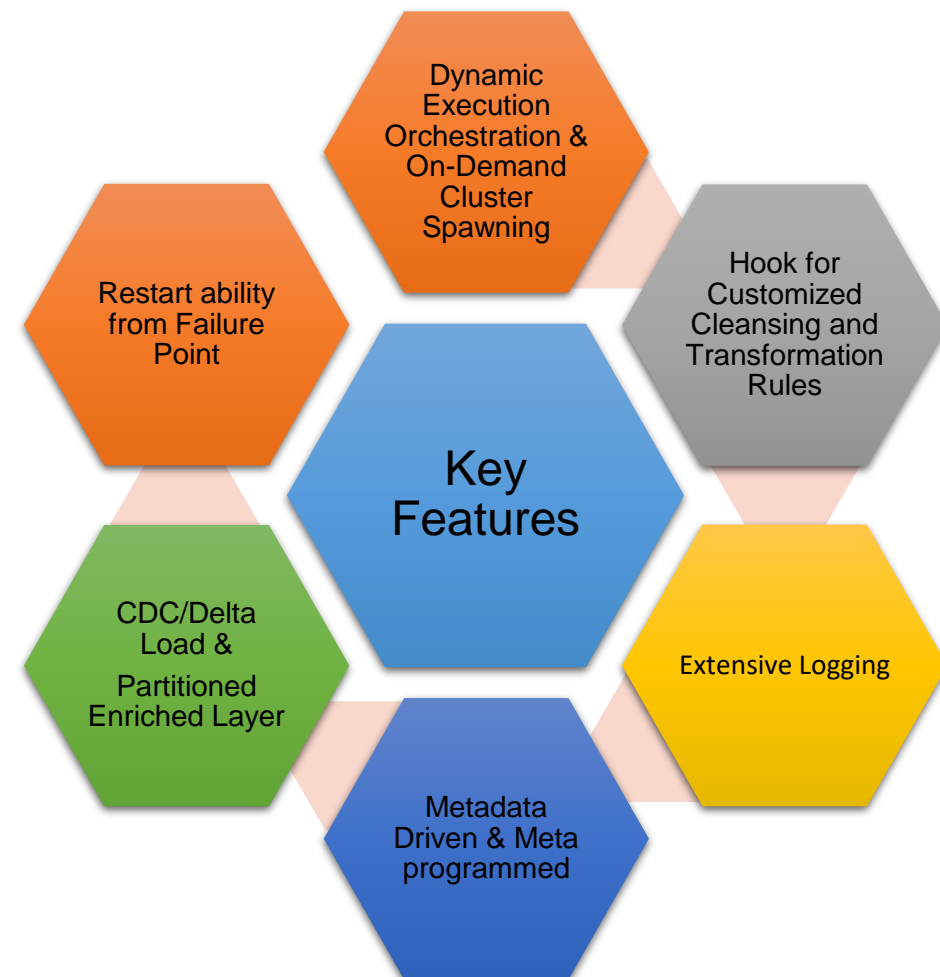 Dynamic
Execution
Orchestration &
On-Demand
Cluster
Spawning
Hook for
Customized
Cleansing and
Transformation
Rules
Extensive Logging
Metadata
Driven & Meta
programmed
CDC/Delta
Load &
Partitioned
Enriched Layer
Restart ability
from Failure
Point
Key
Features